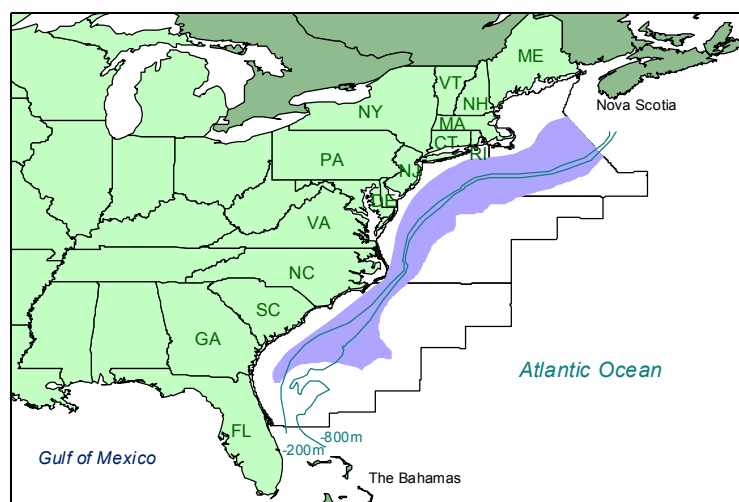 ME
VT
NH
Nova Scotia
NY
MA
CT
RI
PA
NJ
DE
VA
NC
SC
GA
Atlantic Ocean
FL
-800m
-200m
Gulf of Mexico
The Bahamas